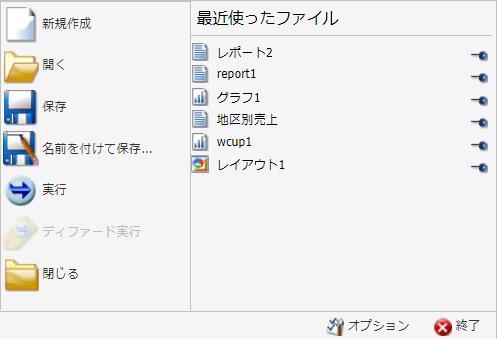 新規作成
開く
保存
名前を付けて保存...
実行
ディファード実行
閉じる
最近使ったファイル
レポート2
report1
グラフ1
地区別売上
wcup1
レイアウト1
オプション
終了